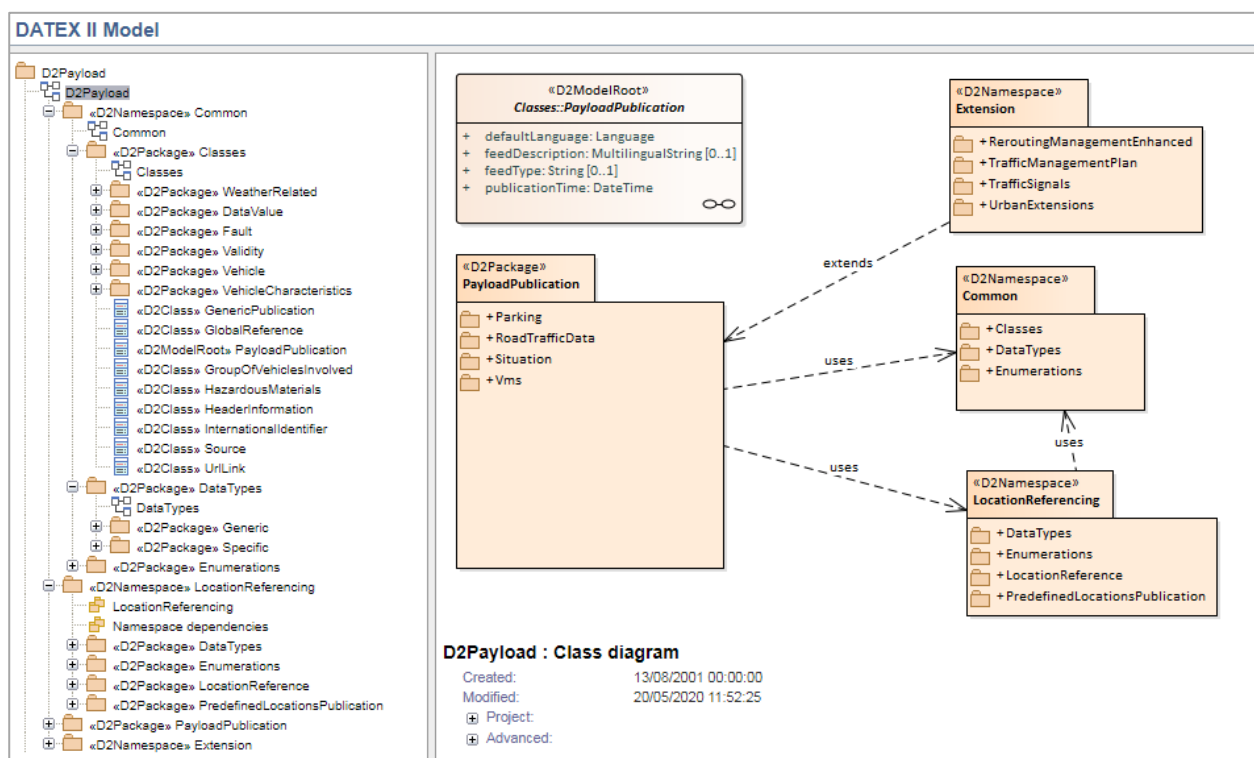 DATEX II Model
D2Payload
D2Payload
«D2Namespace» Common
Common
«D2Package» Classes
Classes
«D2Package» WeatherRelated
«D2Package» DataValue
«D2Package» Fault
«D2Package» Validity
«D2Package» Vehicle
«D2Package» VehicleCharacteristics
«D2Class» GenericPublication
«D2Class» GlobalReference
«D2ModelRoot» PayloadPublication
«D2Class» GroupOfVehiclesInvolved
«D2Class» HazardousMaterials
«D2Class» HeaderInformation
«D2Class» InternationalIdentifier
«D2Class» Source
«D2Class» UrlLink
«D2Package» DataTypes
DataTypes
«D2Package» Generic
«D2Package» Specific
«D2Package» Enumerations
«D2Namespace» LocationReferencing
LocationReferencing
Namespace dependencies
«D2Package» DataTypes
«D2Package» Enumerations
«D2Package» LocationReference
«D2Package» PredefinedLocationsPublication
«D2Package» PayloadPublication
«D2Namespace» Extension
«D2ModelRoot»
Classes::PayloadPublication
+ defaultLanguage: Language
+ feedDescription: MultilingualString [0..1]
+ feedType: String [0..1]
+ publicationTime: DateTime
«D2Namespace»
Extension
+ReroutingManagementEnhanced
+TrafficManagementPlan
+TrafficSignals
+UrbanExtensions
extends
«D2Package»
PayloadPublication
+Parking
+RoadTrafficData
+Situation
+Vms
uses
«D2Namespace»
Common
+Classes
+DataTypes
+Enumerations
uses
uses
«D2Namespace»
LocationReferencing
+DataTypes
+Enumerations
+LocationReference
+PredefinedLocationsPublication
D2Payload : Class diagram
Created: 13/08/2001 00:00:00
Modified: 20/05/2020 11:52:25
Project:
Advanced: